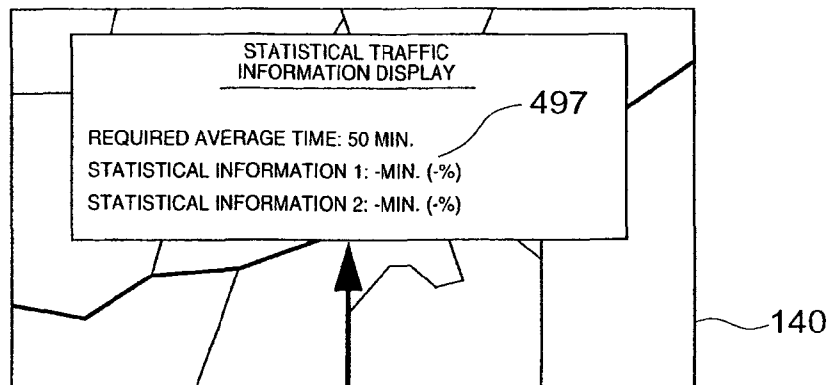 STATISTICAL TRAFFIC
INFORMATION DISPLAY
497
REQUIRED AVERAGE TIME: 50 MIN.
STATISTICAL INFORMATION 1: -MIN. (-%)
STATISTICAL INFORMATION 2: -MIN. (-%)
140